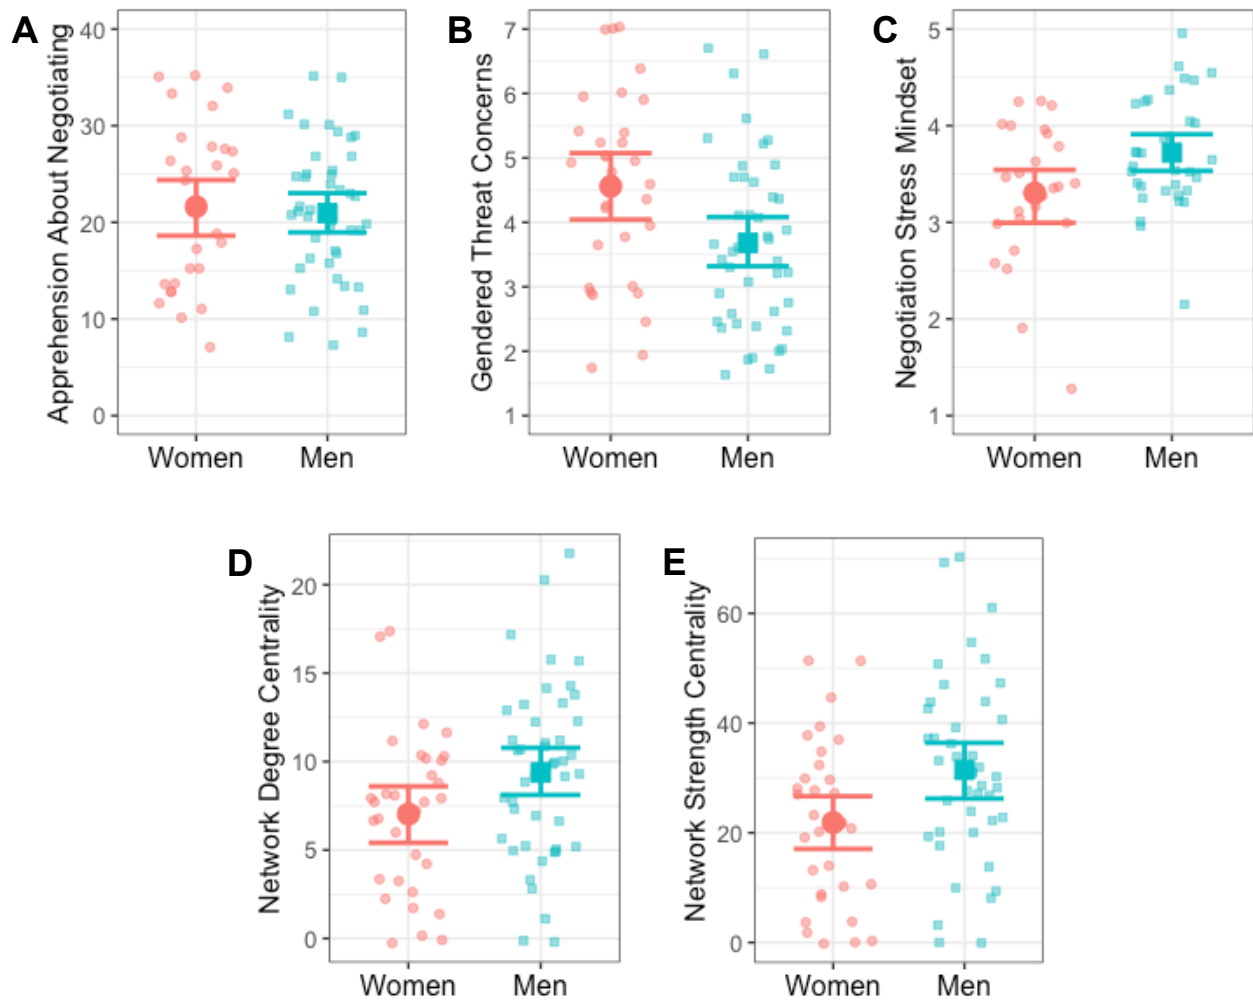 A
Apprehension About Negotiating
40
30
20
10
0
Women Men
B
Gendered Threat Concerns
7
6
5
4
3
2
1
Women Men
C
Negotiation Stress Mindset
5
4
3
2
1
Women Men
D
Network Degree Centrality
20
15
10
5
0
Women Men
E
Network Strength Centrality
60
40
20
0
Women Men